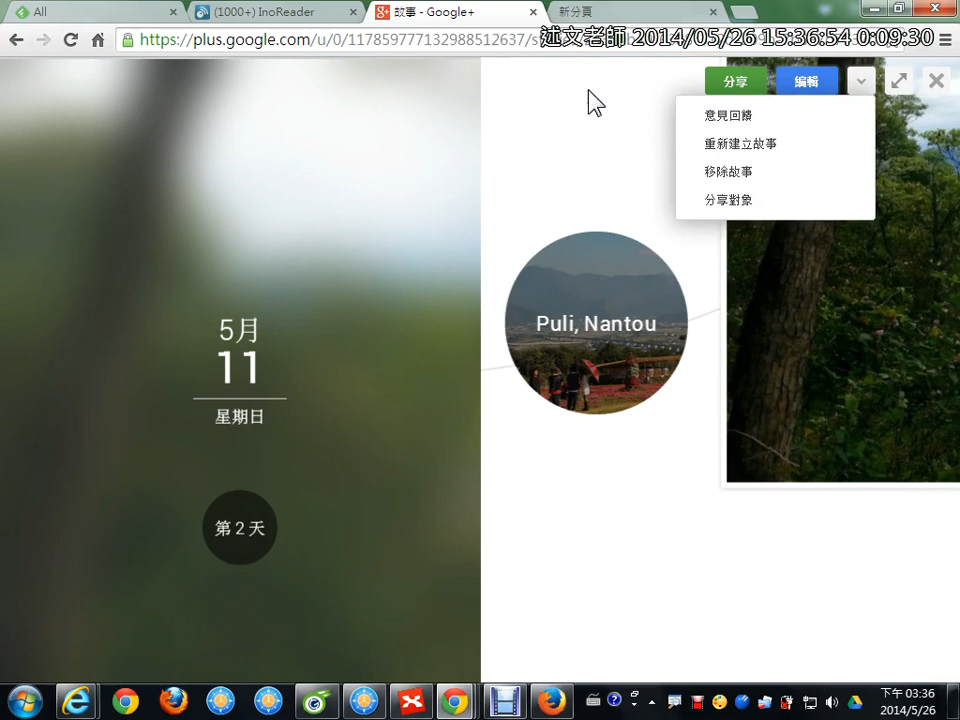 All
(1000+) InoReader
故事 - Google+
新分頁
https://plus.google.com/u/0/117859777132988512637/s
述文老師 2014/05/26 15:36:54 0:09:30
分享
編輯
意見回饋
重新建立故事
移除故事
分享對象
5月
11
星期日
第 2 天
Puli, Nantou
下午 03:36
2014/5/26